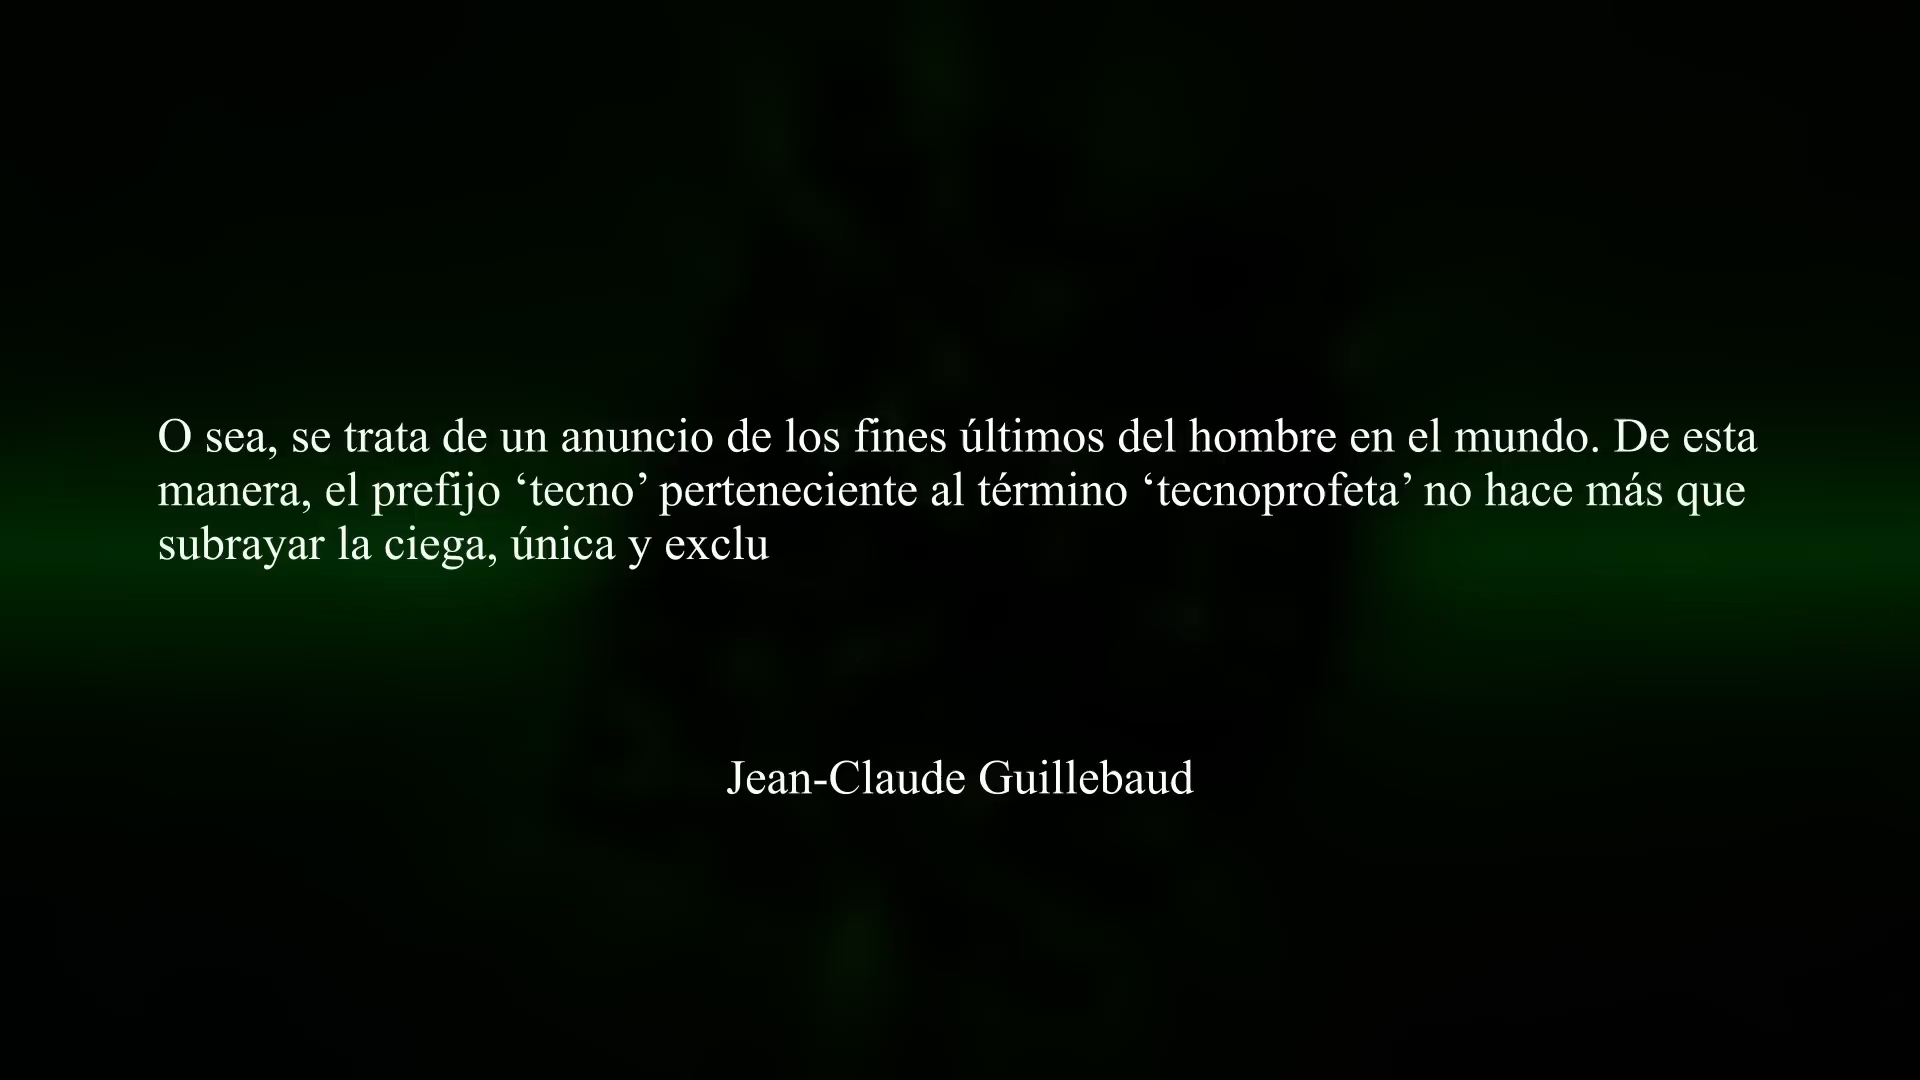 O sea, se trata de un anuncio de los fines últimos del hombre en el mundo. De esta
manera, el prefijo ‘tecno’ perteneciente al término ‘tecnoprofeta’ no hace más que
subrayar la ciega, única y exclu
Jean-Claude Guillebaud